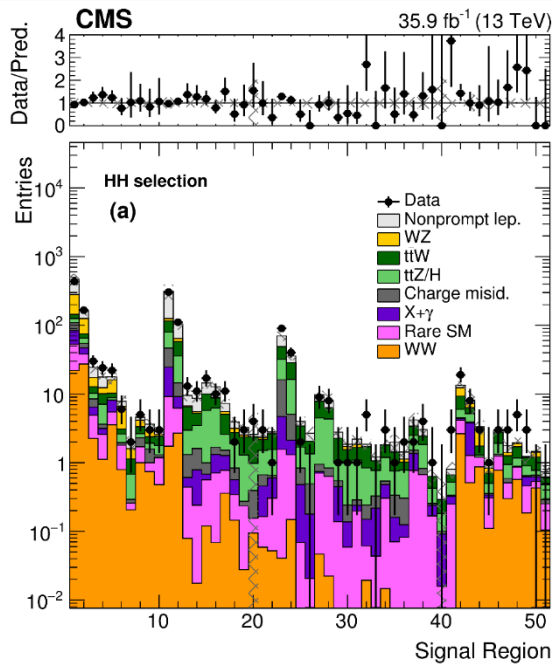 CMS 35.9 fb⁻¹ (13 TeV)
Data/Pred.
4
3
2
1
0
Entries
HH selection
(a)
Data
Nonprompt lep.
WZ
tt̄W
tt̄Z/H
Charge misid.
X+γ
Rare SM
WW
10⁴
10³
10²
10
1
10⁻¹
10⁻²
10 20 30 40 50
Signal Region